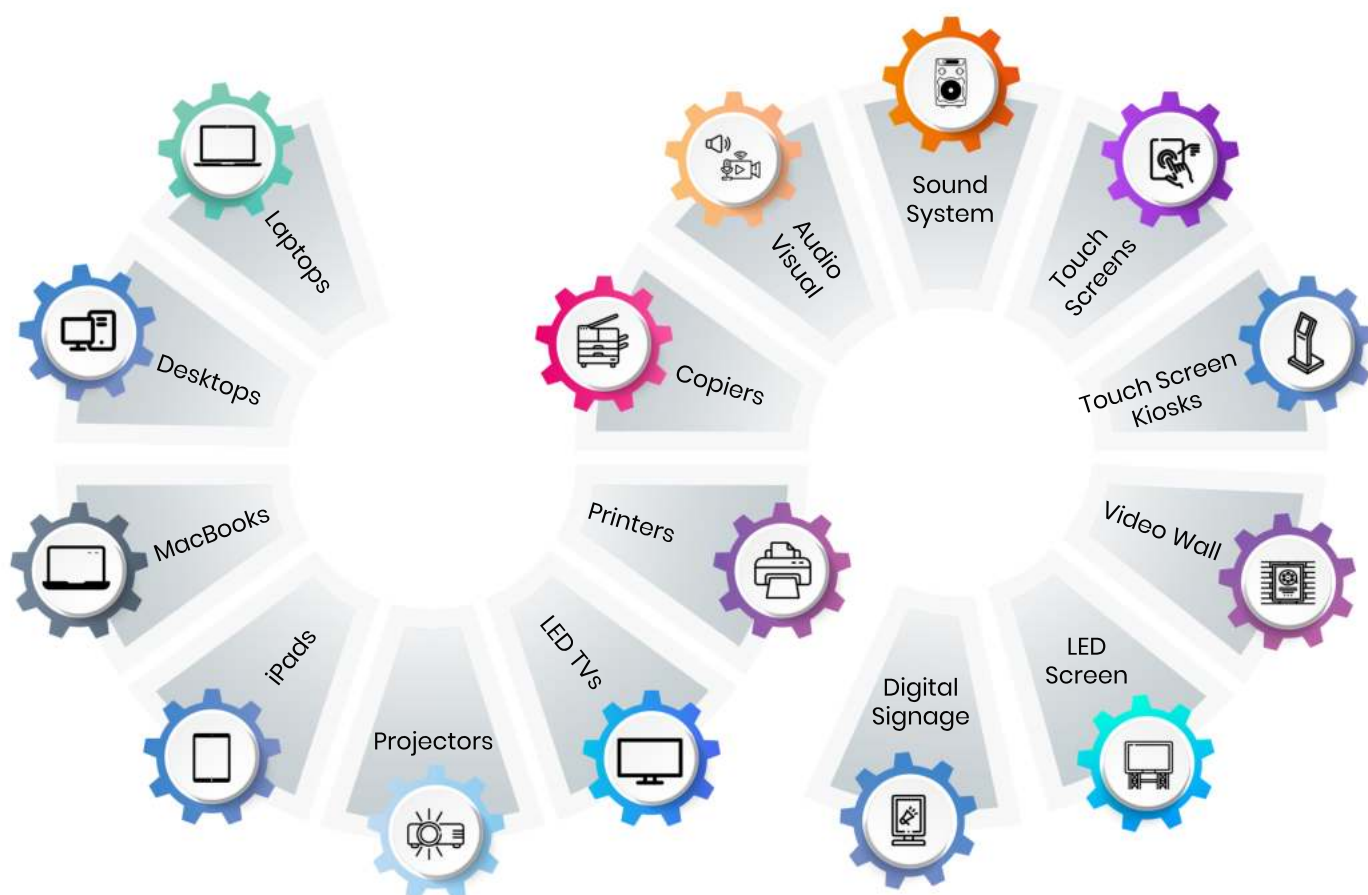 Laptops
Desktops
MacBooks
iPads
Projectors
LED TVs
Printers
Copiers
Audio
Visual
Sound
System
Touch
Screens
Touch Screen
Kiosks
Video Wall
LED
Screen
Digital
Signage